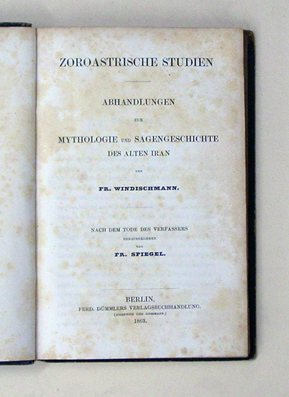 ZOROASTRISCHE STUDIEN
ABHANDLUNGEN
ZUR
MYTHOLOGIE UND SAGENGESCHICHTE
DES ALTEN IRAN
VON
FR. WINDISCHMANN.
NACH DEM TODE DES VERFASSERS
HERAUSGEGEBEN
VON
FR. SPIEGEL.
BERLIN,
FERD. DÜMMLERS VERLAGSBUCHHANDLUNG.
1863.